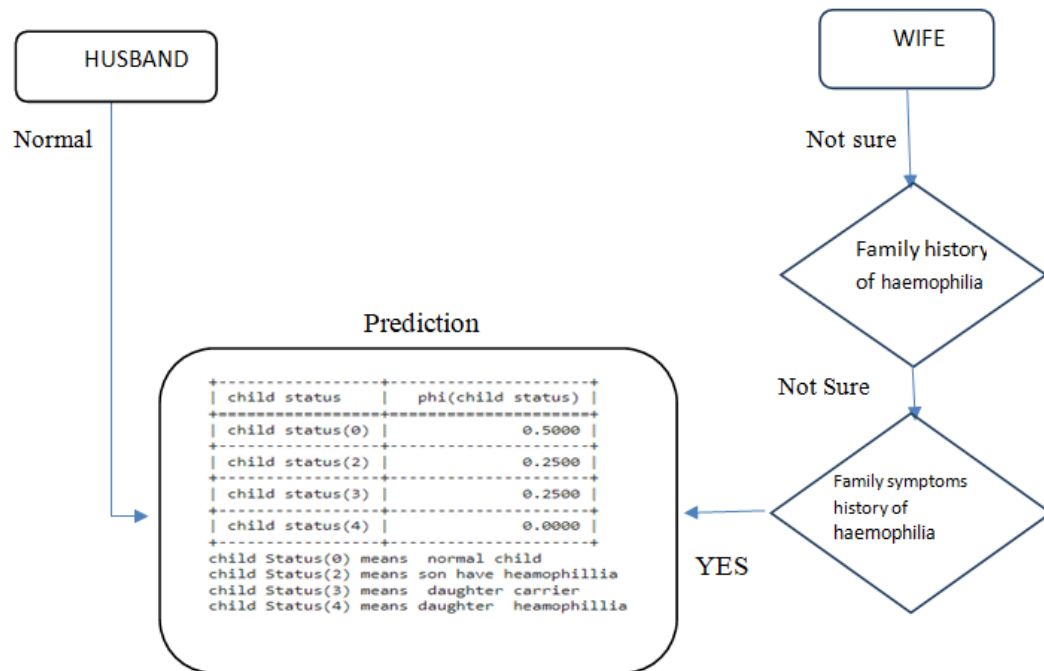 HUSBAND
WIFE
Normal
Not sure
Family history
of haemophilia
Prediction
Not Sure
+-----------------+---------------------+
| child status | phi(child status) |
+=================+=====================+
| child status(0) | 0.5000 |
+-----------------+---------------------+
| child status(2) | 0.2500 |
+-----------------+---------------------+
| child status(3) | 0.2500 |
+-----------------+---------------------+
| child status(4) | 0.0000 |
+-----------------+---------------------+
child Status(0) means normal child
child Status(2) means son have heamophillia
child Status(3) means daughter carrier
child Status(4) means daughter heamophillia
Family symptoms
history of
haemophilia
YES